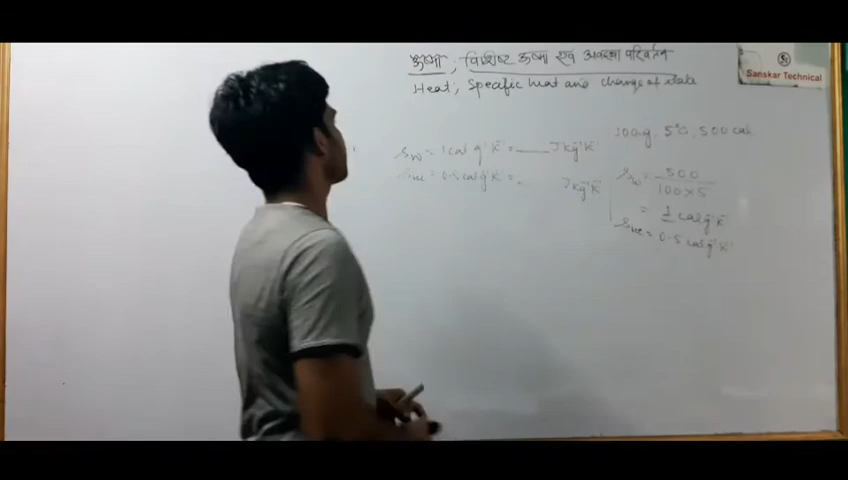 ऊष्मा, विशिष्ट ऊष्मा एवं अवस्था परिवर्तन
Heat, Specific heat and change of state
Sanskar Technical
100g, 5°C, 500 cal
Sw = 1 cal g⁻¹ K⁻¹ = ____ J kg⁻¹ K⁻¹
= 0.5 cal g⁻¹ K⁻¹ = J kg⁻¹ K⁻¹
Sw = 500 / 100 × 5
= 1 cal g⁻¹ K⁻¹
= 0.5 cal g⁻¹ K⁻¹